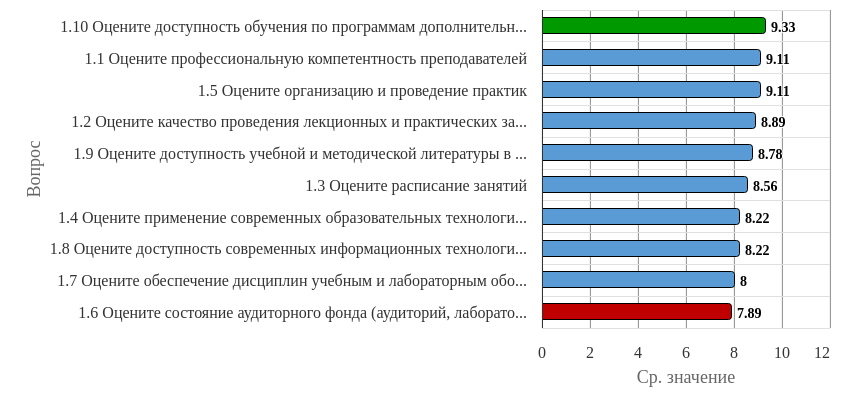 1.10 Оцените доступность обучения по программам дополнительн... 9.33
1.1 Оцените профессиональную компетентность преподавателей 9.11
1.5 Оцените организацию и проведение практик 9.11
1.2 Оцените качество проведения лекционных и практических за... 8.89
1.9 Оцените доступность учебной и методической литературы в ... 8.78
1.3 Оцените расписание занятий 8.56
1.4 Оцените применение современных образовательных технологи... 8.22
1.8 Оцените доступность современных информационных технологи... 8.22
1.7 Оцените обеспечение дисциплин учебным и лабораторным обо... 8
1.6 Оцените состояние аудиторного фонда (аудиторий, лаборато... 7.89
Вопрос
0 2 4 6 8 10 12
Ср. значение